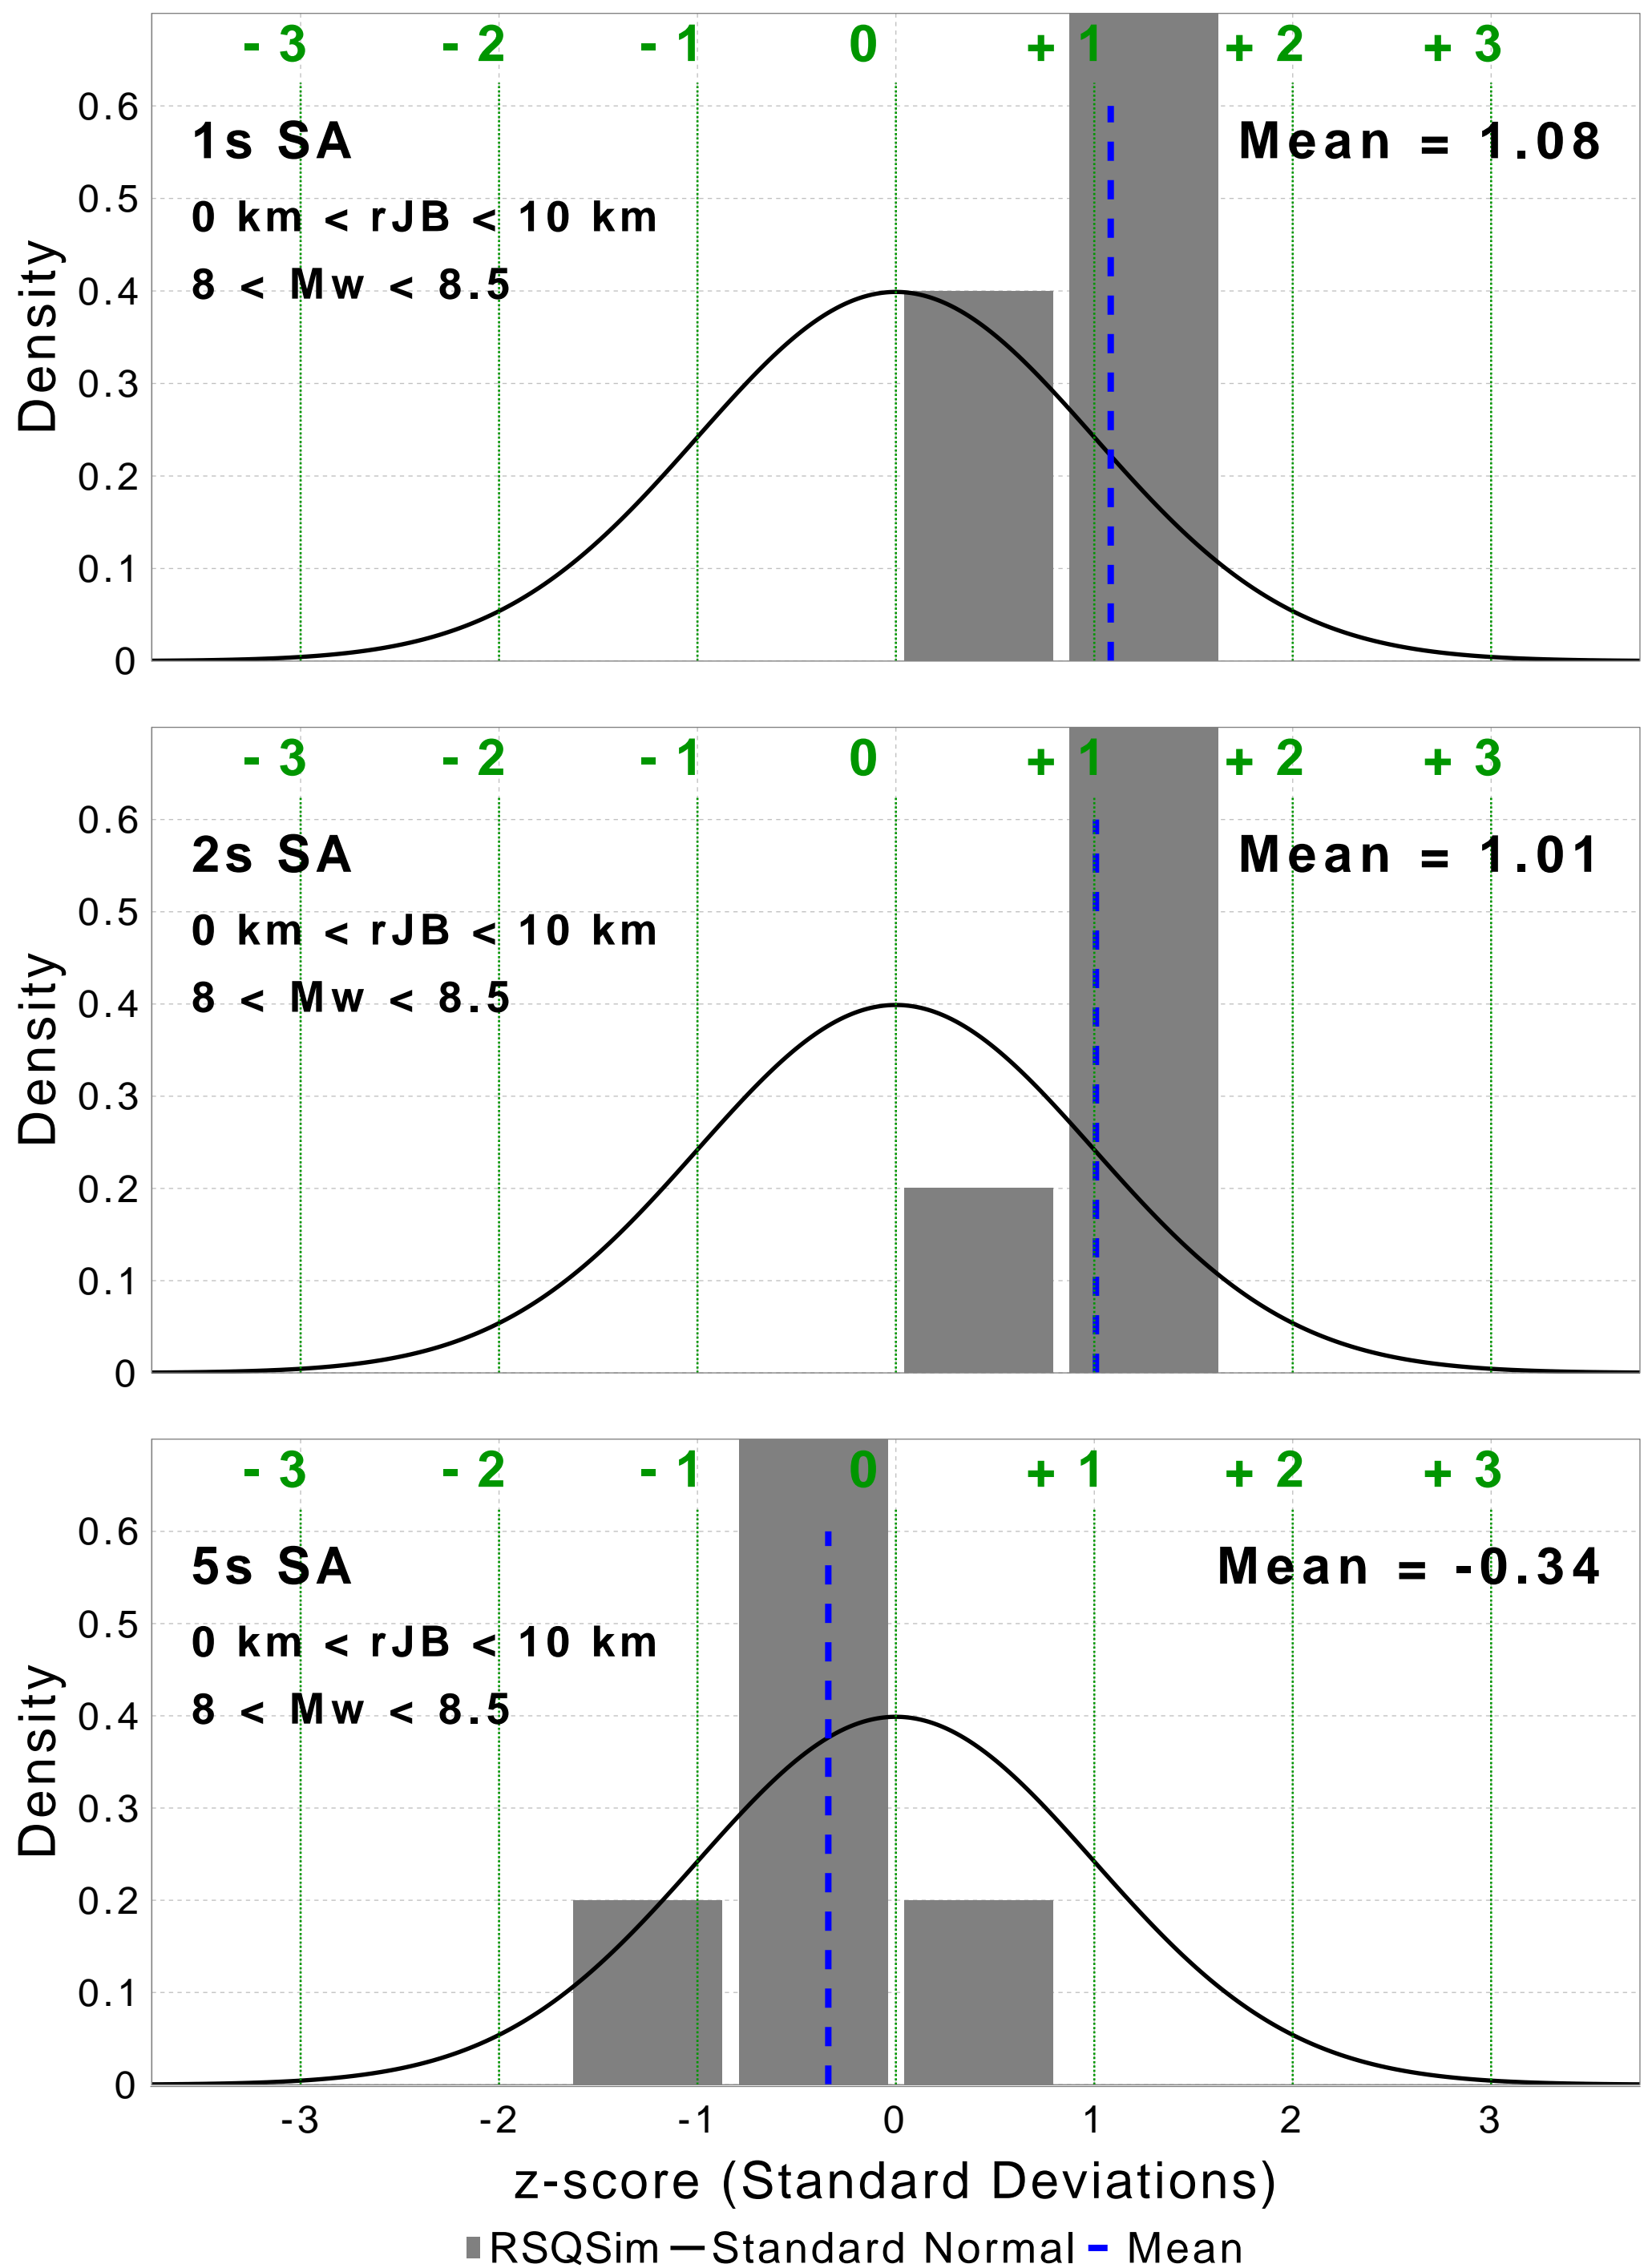 - 3 - 2 - 1 0 + 1 + 2 + 3
0.6
1s SA Mean = 1.08
0.5
0 km < rJB < 10 km
8 < Mw < 8.5
0.4
0.3
0.2
0.1
0
Density
- 3 - 2 - 1 0 + 1 + 2 + 3
0.6
2s SA Mean = 1.01
0.5
0 km < rJB < 10 km
8 < Mw < 8.5
0.4
0.3
0.2
0.1
0
Density
- 3 - 2 - 1 0 + 1 + 2 + 3
0.6
5s SA Mean = -0.34
0.5
0 km < rJB < 10 km
8 < Mw < 8.5
0.4
0.3
0.2
0.1
0
Density
-3 -2 -1 0 1 2 3
z-score (Standard Deviations)
RSQSim Standard Normal Mean